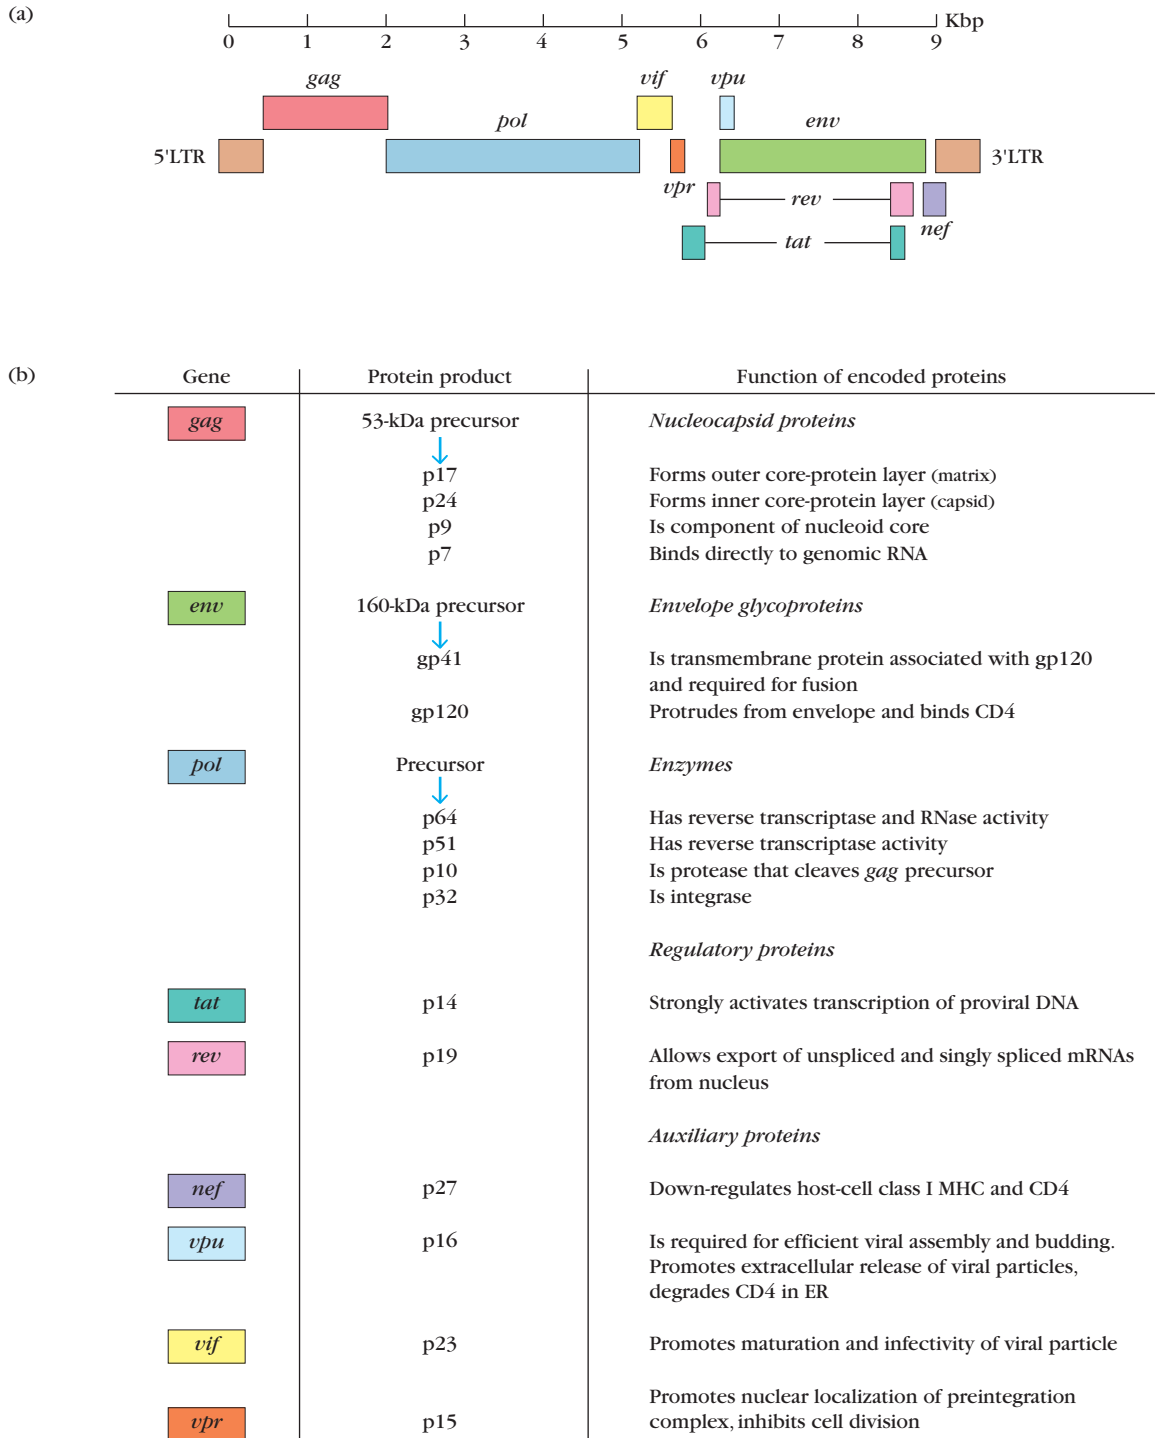 (a)
Kbp
0 1 2 3 4 5 6 7 8 9
gag
vif
vpu
pol
env
5'LTR
3'LTR
vpr
rev
nef
tat
(b)
Gene Protein product Function of encoded proteins
gag 53-kDa precursor Nucleocapsid proteins
p17 Forms outer core-protein layer (matrix)
p24 Forms inner core-protein layer (capsid)
p9 Is component of nucleoid core
p7 Binds directly to genomic RNA
env 160-kDa precursor Envelope glycoproteins
gp41 Is transmembrane protein associated with gp120
and required for fusion
gp120 Protrudes from envelope and binds CD4
pol Precursor Enzymes
p64 Has reverse transcriptase and RNase activity
p51 Has reverse transcriptase activity
p10 Is protease that cleaves gag precursor
p32 Is integrase
Regulatory proteins
tat p14 Strongly activates transcription of proviral DNA
rev p19 Allows export of unspliced and singly spliced mRNAs
from nucleus
Auxiliary proteins
nef p27 Down-regulates host-cell class I MHC and CD4
vpu p16 Is required for efficient viral assembly and budding.
Promotes extracellular release of viral particles,
degrades CD4 in ER
vif p23 Promotes maturation and infectivity of viral particle
Promotes nuclear localization of preintegration
vpr p15 complex, inhibits cell division